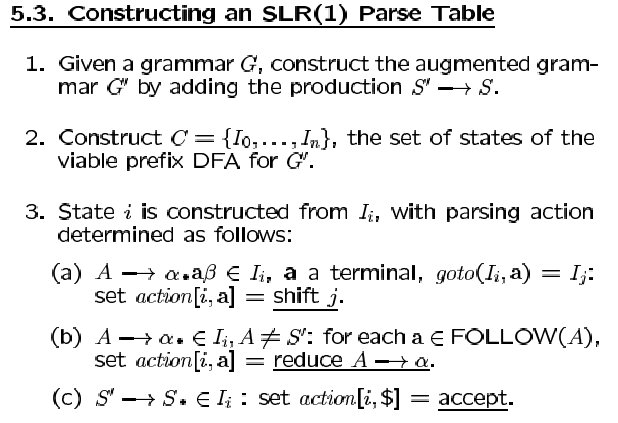 5.3. Constructing an SLR(1) Parse Table
1. Given a grammar G, construct the augmented gram-
mar G′ by adding the production S′ ⟶ S.
2. Construct C = {I₀, ..., Iₙ}, the set of states of the
viable prefix DFA for G′.
3. State i is constructed from Iᵢ, with parsing action
determined as follows:
(a) A ⟶ α•aβ ∈ Iᵢ, a a terminal, goto(Iᵢ, a) = Iⱼ:
set action[i, a] = shift j.
(b) A ⟶ α• ∈ Iᵢ, A ≠ S′: for each a ∈ FOLLOW(A),
set action[i, a] = reduce A ⟶ α.
(c) S′ ⟶ S• ∈ Iᵢ : set action[i, $] = accept.